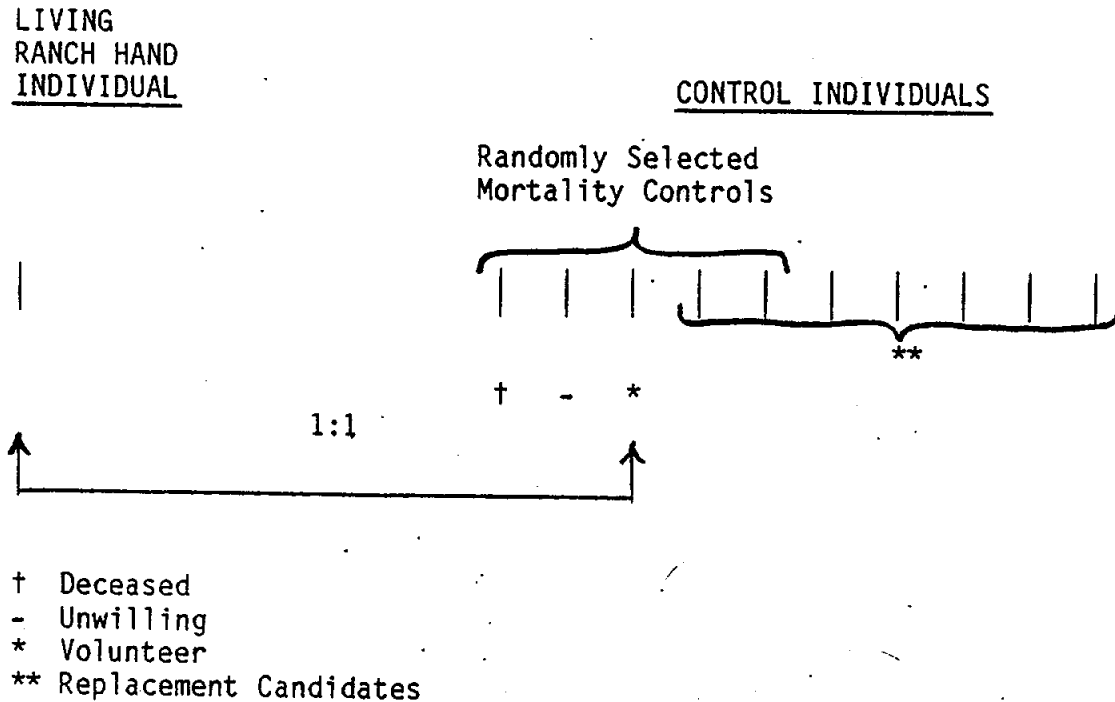 LIVING
RANCH HAND
INDIVIDUAL
CONTROL INDIVIDUALS
Randomly Selected
Mortality Controls
**
† - *
1:1
† Deceased
- Unwilling
* Volunteer
** Replacement Candidates